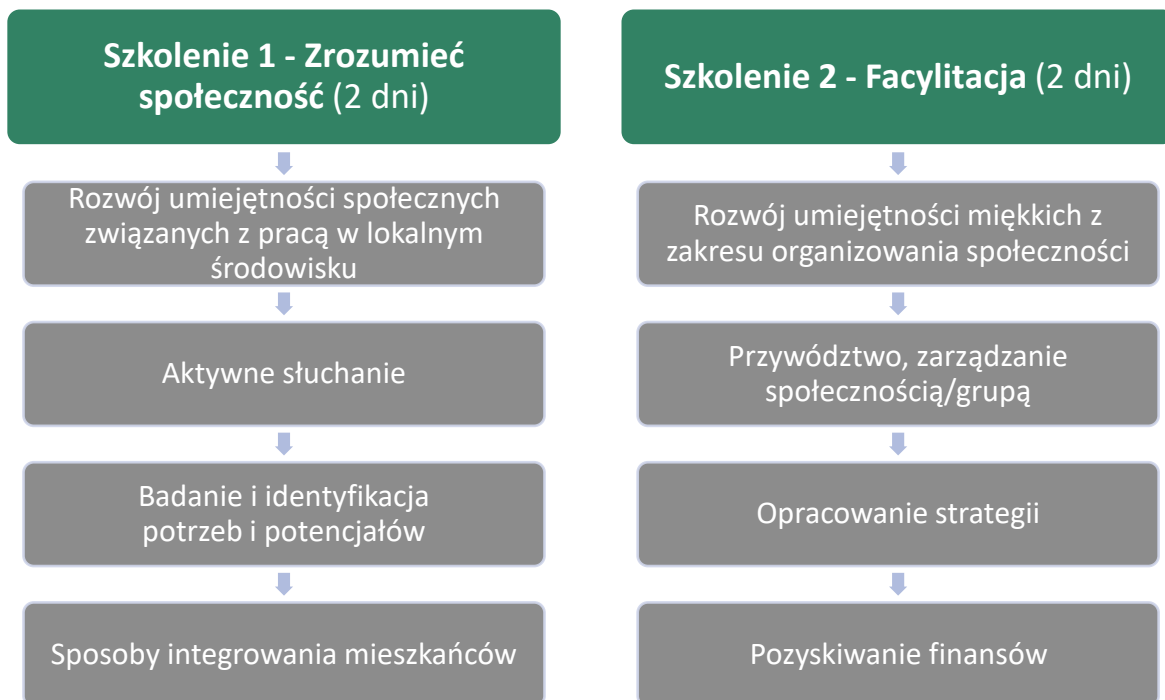 Szkolenie 1 - Zrozumieć
społeczność (2 dni)
Rozwój umiejętności społecznych
związanych z pracą w lokalnym
środowisku
Aktywne słuchanie
Badanie i identyfikacja
potrzeb i potencjałów
Sposoby integrowania mieszkańców
Szkolenie 2 - Facylitacja (2 dni)
Rozwój umiejętności miękkich z
zakresu organizowania społeczności
Przywództwo, zarządzanie
społecznością/grupą
Opracowanie strategii
Pozyskiwanie finansów